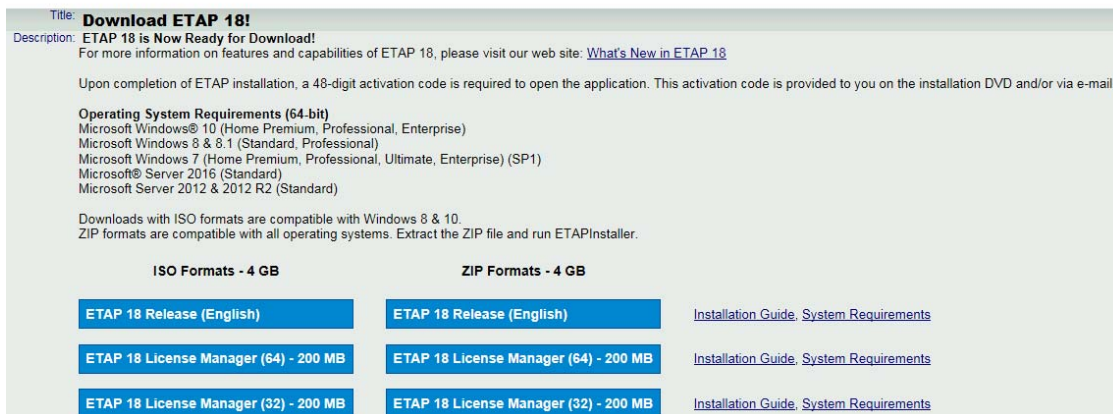 Title: Download ETAP 18!
Description: ETAP 18 is Now Ready for Download!
For more information on features and capabilities of ETAP 18, please visit our web site: What's New in ETAP 18
Upon completion of ETAP installation, a 48-digit activation code is required to open the application. This activation code is provided to you on the installation DVD and/or via e-mail
Operating System Requirements (64-bit)
Microsoft Windows® 10 (Home Premium, Professional, Enterprise)
Microsoft Windows 8 & 8.1 (Standard, Professional)
Microsoft Windows 7 (Home Premium, Professional, Ultimate, Enterprise) (SP1)
Microsoft® Server 2016 (Standard)
Microsoft Server 2012 & 2012 R2 (Standard)
Downloads with ISO formats are compatible with Windows 8 & 10.
ZIP formats are compatible with all operating systems. Extract the ZIP file and run ETAPInstaller.
ISO Formats - 4 GB ZIP Formats - 4 GB
ETAP 18 Release (English) ETAP 18 Release (English) Installation Guide, System Requirements
ETAP 18 License Manager (64) - 200 MB ETAP 18 License Manager (64) - 200 MB Installation Guide, System Requirements
ETAP 18 License Manager (32) - 200 MB ETAP 18 License Manager (32) - 200 MB Installation Guide, System Requirements